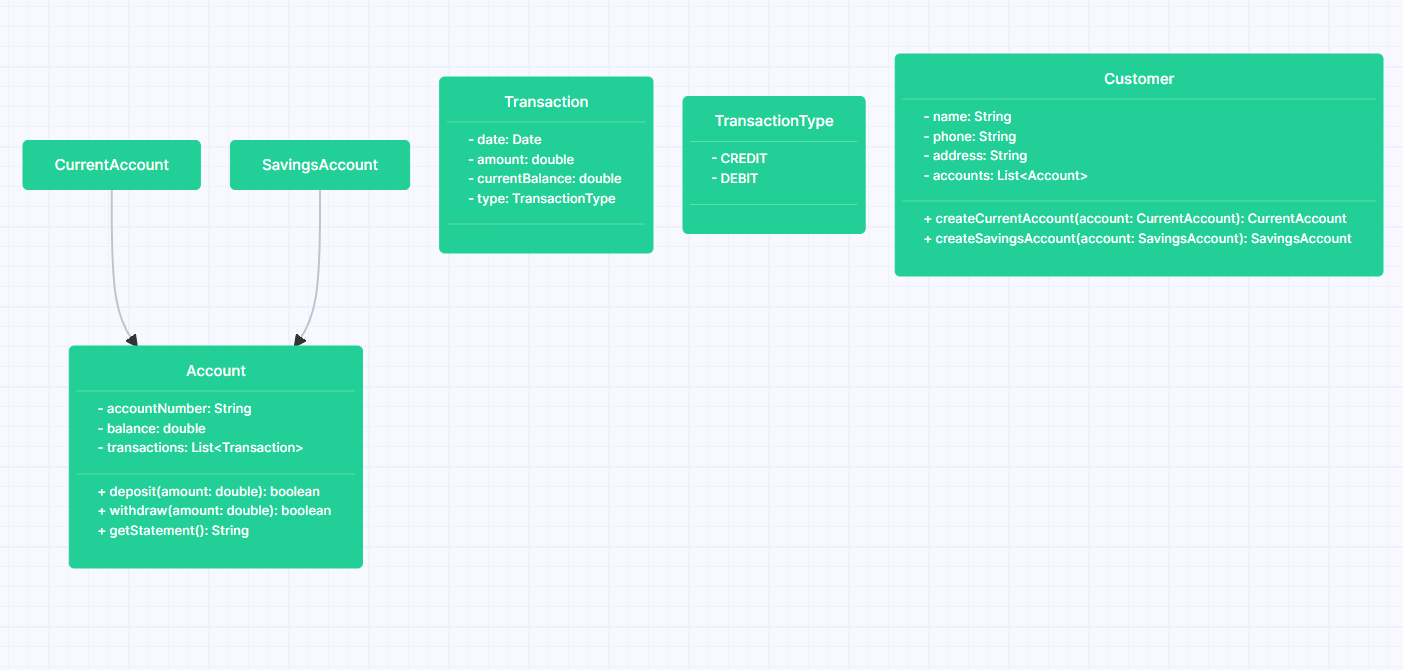 CurrentAccount
SavingsAccount
Transaction
- date: Date
- amount: double
- currentBalance: double
- type: TransactionType
TransactionType
- CREDIT
- DEBIT
Customer
- name: String
- phone: String
- address: String
- accounts: List<Account>
+ createCurrentAccount(account: CurrentAccount): CurrentAccount
+ createSavingsAccount(account: SavingsAccount): SavingsAccount
Account
- accountNumber: String
- balance: double
- transactions: List<Transaction>
+ deposit(amount: double): boolean
+ withdraw(amount: double): boolean
+ getStatement(): String